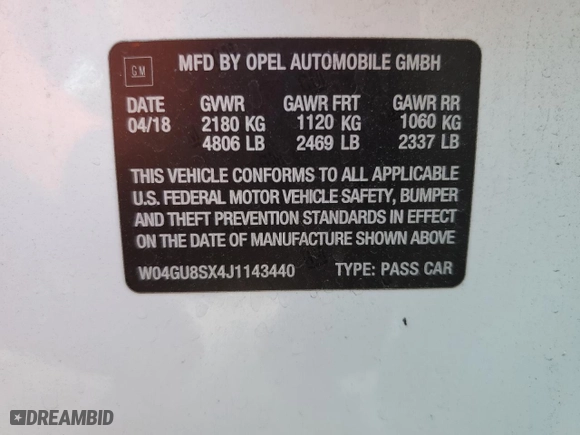 GM MFD BY OPEL AUTOMOBILE GMBH
DATE GVWR GAWR FRT GAWR RR
04/18 2180 KG 1120 KG 1060 KG
4806 LB 2469 LB 2337 LB
THIS VEHICLE CONFORMS TO ALL APPLICABLE
U.S. FEDERAL MOTOR VEHICLE SAFETY, BUMPER
AND THEFT PREVENTION STANDARDS IN EFFECT
ON THE DATE OF MANUFACTURE SHOWN ABOVE
W04GU8SX4J1143440 TYPE: PASS CAR
DREAMBID